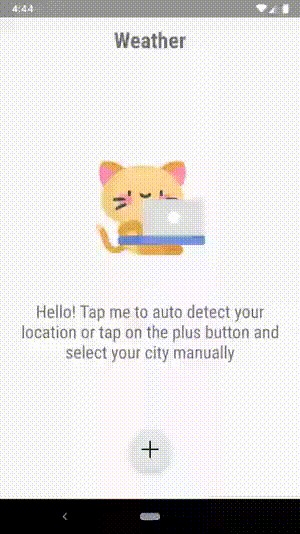 4:44
Weather
Hello! Tap me to auto detect your
location or tap on the plus button and
select your city manually